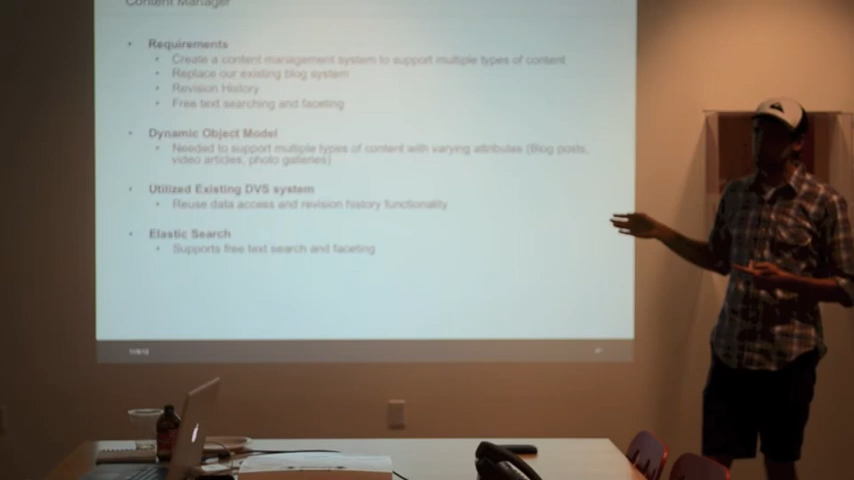 Content Manager
• Requirements
• Create a content management system to support multiple types of content
• Replace our existing blog system
• Revision History
• Free text searching and faceting
• Dynamic Object Model
• Needed to support multiple types of content with varying attributes (Blog posts,
video articles, photo galleries)
• Utilized Existing DVS system
• Reuse data access and revision history functionality
• Elastic Search
• Supports free text search and faceting